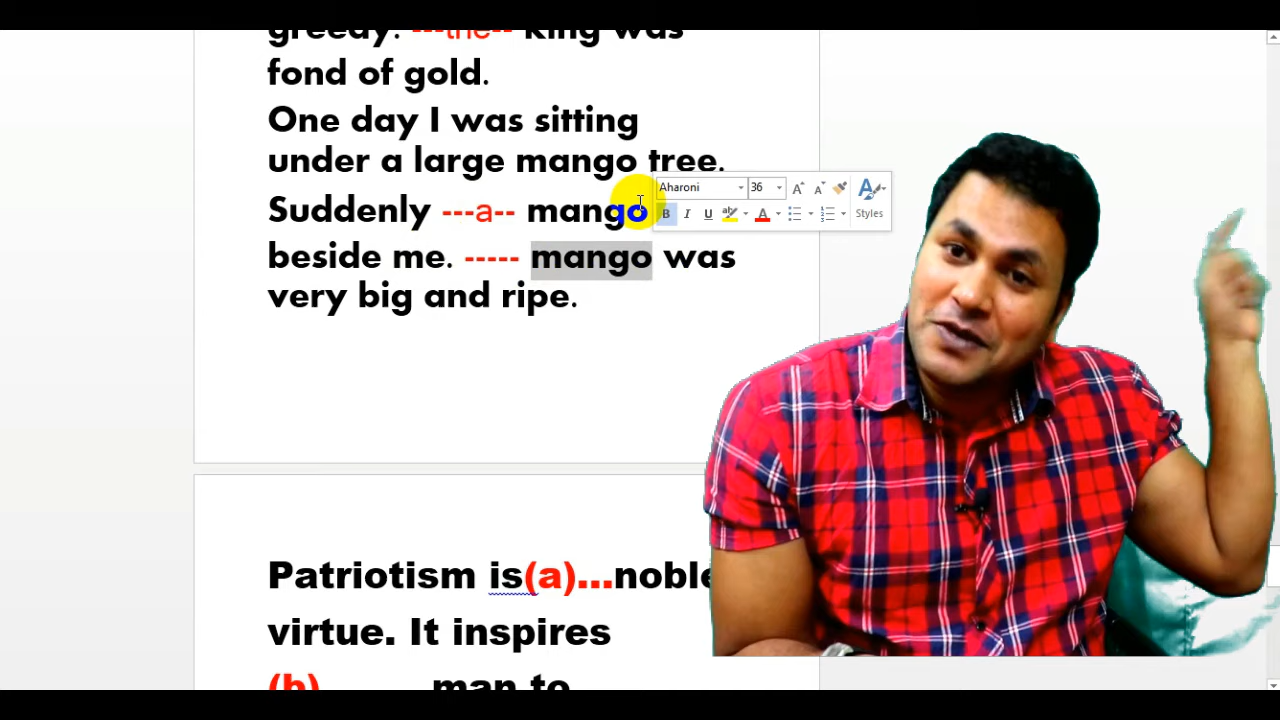 greedy. ---the-- king was
fond of gold.
One day I was sitting
under a large mango tree.
Aharoni 36
Suddenly ---a-- mango
B I U A Styles
beside me. ----- mango was
very big and ripe.
Patriotism is(a)...noble
virtue. It inspires
(b) man to